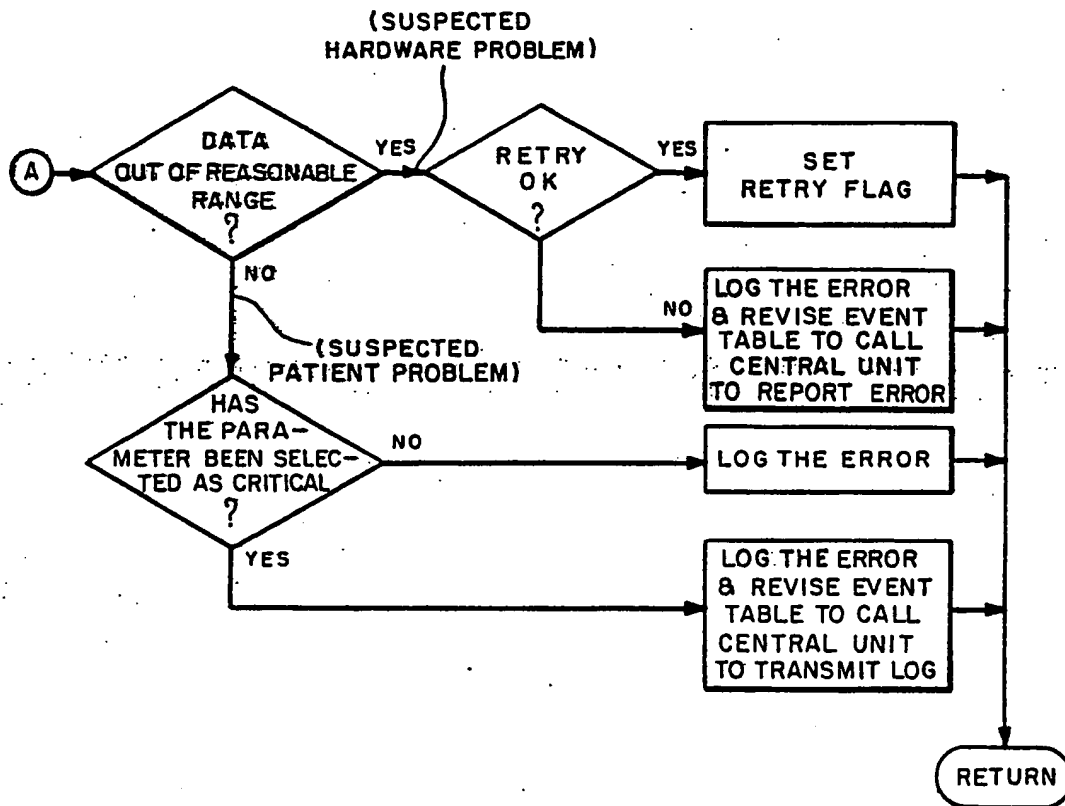 (SUSPECTED
HARDWARE PROBLEM)
A
DATA
OUT OF REASONABLE
RANGE
?
YES
RETRY
OK
?
YES
SET
RETRY FLAG
NO
NO
LOG THE ERROR
& REVISE EVENT
TABLE TO CALL
CENTRAL UNIT
TO REPORT ERROR
(SUSPECTED
PATIENT PROBLEM)
HAS
THE PARA-
METER BEEN SELEC-
TED AS CRITICAL
?
NO
LOG THE ERROR
YES
LOG THE ERROR
& REVISE EVENT
TABLE TO CALL
CENTRAL UNIT
TO TRANSMIT LOG
RETURN